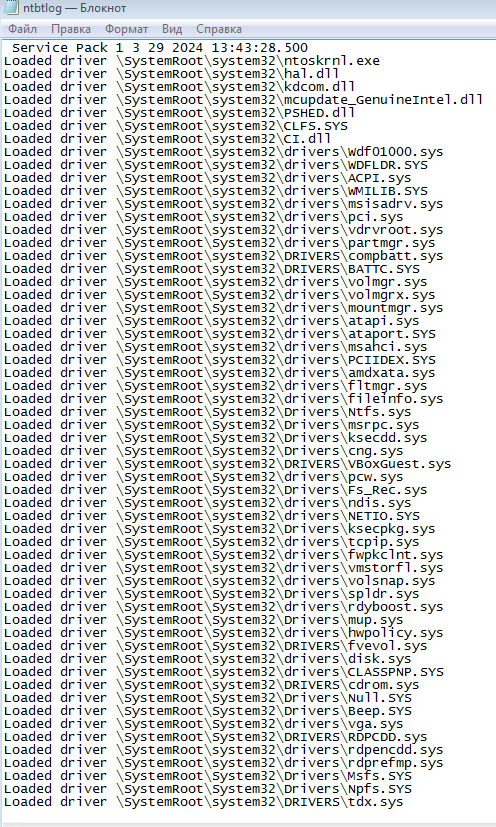 ntbtlog — Блокнот
Файл Правка Формат Вид Справка
Service Pack 1 3 29 2024 13:43:28.500
Loaded driver \SystemRoot\system32\ntoskrnl.exe
Loaded driver \SystemRoot\system32\hal.dll
Loaded driver \SystemRoot\system32\kdcom.dll
Loaded driver \SystemRoot\system32\mcupdate_GenuineIntel.dll
Loaded driver \SystemRoot\system32\PSHED.dll
Loaded driver \SystemRoot\system32\CLFS.SYS
Loaded driver \SystemRoot\system32\CI.dll
Loaded driver \SystemRoot\system32\drivers\Wdf01000.sys
Loaded driver \SystemRoot\system32\drivers\WDFLDR.SYS
Loaded driver \SystemRoot\system32\drivers\ACPI.sys
Loaded driver \SystemRoot\system32\drivers\WMILIB.SYS
Loaded driver \SystemRoot\system32\drivers\msisadrv.sys
Loaded driver \SystemRoot\system32\drivers\pci.sys
Loaded driver \SystemRoot\system32\drivers\vdrvroot.sys
Loaded driver \SystemRoot\System32\drivers\partmgr.sys
Loaded driver \SystemRoot\system32\DRIVERS\compbatt.sys
Loaded driver \SystemRoot\system32\DRIVERS\BATTC.SYS
Loaded driver \SystemRoot\system32\drivers\volmgr.sys
Loaded driver \SystemRoot\System32\drivers\volmgrx.sys
Loaded driver \SystemRoot\System32\drivers\mountmgr.sys
Loaded driver \SystemRoot\system32\drivers\atapi.sys
Loaded driver \SystemRoot\system32\drivers\ataport.SYS
Loaded driver \SystemRoot\system32\drivers\msahci.sys
Loaded driver \SystemRoot\system32\drivers\PCIIDEX.SYS
Loaded driver \SystemRoot\system32\drivers\amdxata.sys
Loaded driver \SystemRoot\system32\drivers\fltmgr.sys
Loaded driver \SystemRoot\system32\drivers\fileinfo.sys
Loaded driver \SystemRoot\System32\Drivers\Ntfs.sys
Loaded driver \SystemRoot\System32\Drivers\msrpc.sys
Loaded driver \SystemRoot\System32\Drivers\ksecdd.sys
Loaded driver \SystemRoot\System32\Drivers\cng.sys
Loaded driver \SystemRoot\system32\DRIVERS\VBoxGuest.sys
Loaded driver \SystemRoot\System32\drivers\pcw.sys
Loaded driver \SystemRoot\System32\Drivers\Fs_Rec.sys
Loaded driver \SystemRoot\system32\drivers\ndis.sys
Loaded driver \SystemRoot\system32\drivers\NETIO.SYS
Loaded driver \SystemRoot\System32\Drivers\ksecpkg.sys
Loaded driver \SystemRoot\System32\drivers\tcpip.sys
Loaded driver \SystemRoot\System32\drivers\fwpkclnt.sys
Loaded driver \SystemRoot\system32\drivers\vmstorfl.sys
Loaded driver \SystemRoot\system32\drivers\volsnap.sys
Loaded driver \SystemRoot\System32\Drivers\spldr.sys
Loaded driver \SystemRoot\System32\drivers\rdyboost.sys
Loaded driver \SystemRoot\System32\Drivers\mup.sys
Loaded driver \SystemRoot\System32\drivers\hwpolicy.sys
Loaded driver \SystemRoot\System32\DRIVERS\fvevol.sys
Loaded driver \SystemRoot\system32\drivers\disk.sys
Loaded driver \SystemRoot\system32\drivers\CLASSPNP.SYS
Loaded driver \SystemRoot\system32\DRIVERS\cdrom.sys
Loaded driver \SystemRoot\System32\Drivers\Null.SYS
Loaded driver \SystemRoot\System32\Drivers\Beep.SYS
Loaded driver \SystemRoot\System32\drivers\vga.sys
Loaded driver \SystemRoot\System32\DRIVERS\RDPCDD.sys
Loaded driver \SystemRoot\system32\drivers\rdpencdd.sys
Loaded driver \SystemRoot\system32\drivers\rdprefmp.sys
Loaded driver \SystemRoot\System32\Drivers\Msfs.SYS
Loaded driver \SystemRoot\System32\Drivers\Npfs.SYS
Loaded driver \SystemRoot\system32\DRIVERS\tdx.sys